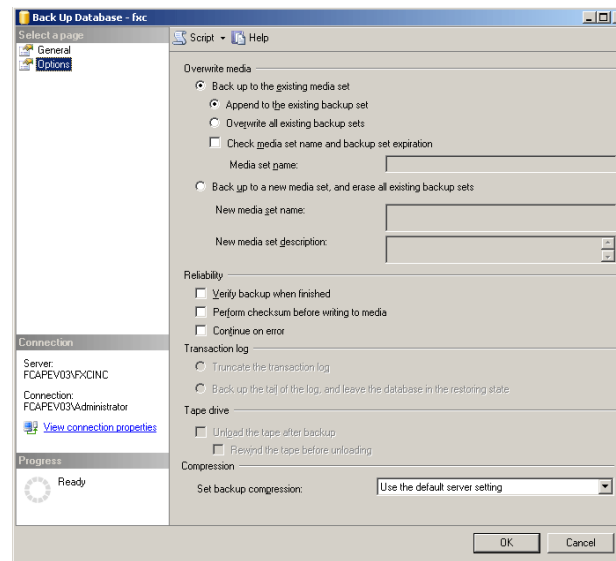 Back Up Database - fxc
Select a page
General
Options
Script Help
Overwrite media
Back up to the existing media set
Append to the existing backup set
Overwrite all existing backup sets
Check media set name and backup set expiration
Media set name:
Back up to a new media set, and erase all existing backup sets
New media set name:
New media set description:
Reliability
Verify backup when finished
Perform checksum before writing to media
Continue on error
Transaction log
Truncate the transaction log
Back up the tail of the log, and leave the database in the restoring state
Tape drive
Unload the tape after backup
Rewind the tape before unloading
Compression
Set backup compression: Use the default server setting
Connection
Server:
FCAPEV03\FXCINC
Connection:
FCAPEV03\Administrator
View connection properties
Progress
Ready
OK Cancel